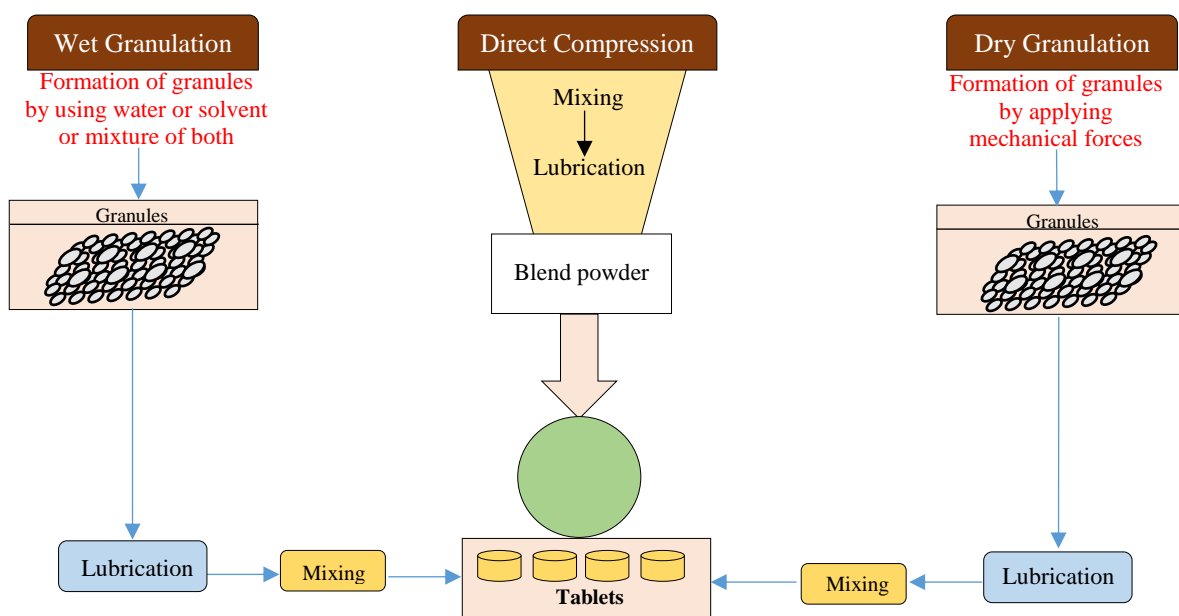 Wet Granulation
Formation of granules
by using water or solvent
or mixture of both
Granules
Lubrication
Mixing
Direct Compression
Mixing
Lubrication
Blend powder
Tablets
Dry Granulation
Formation of granules
by applying
mechanical forces
Granules
Lubrication
Mixing